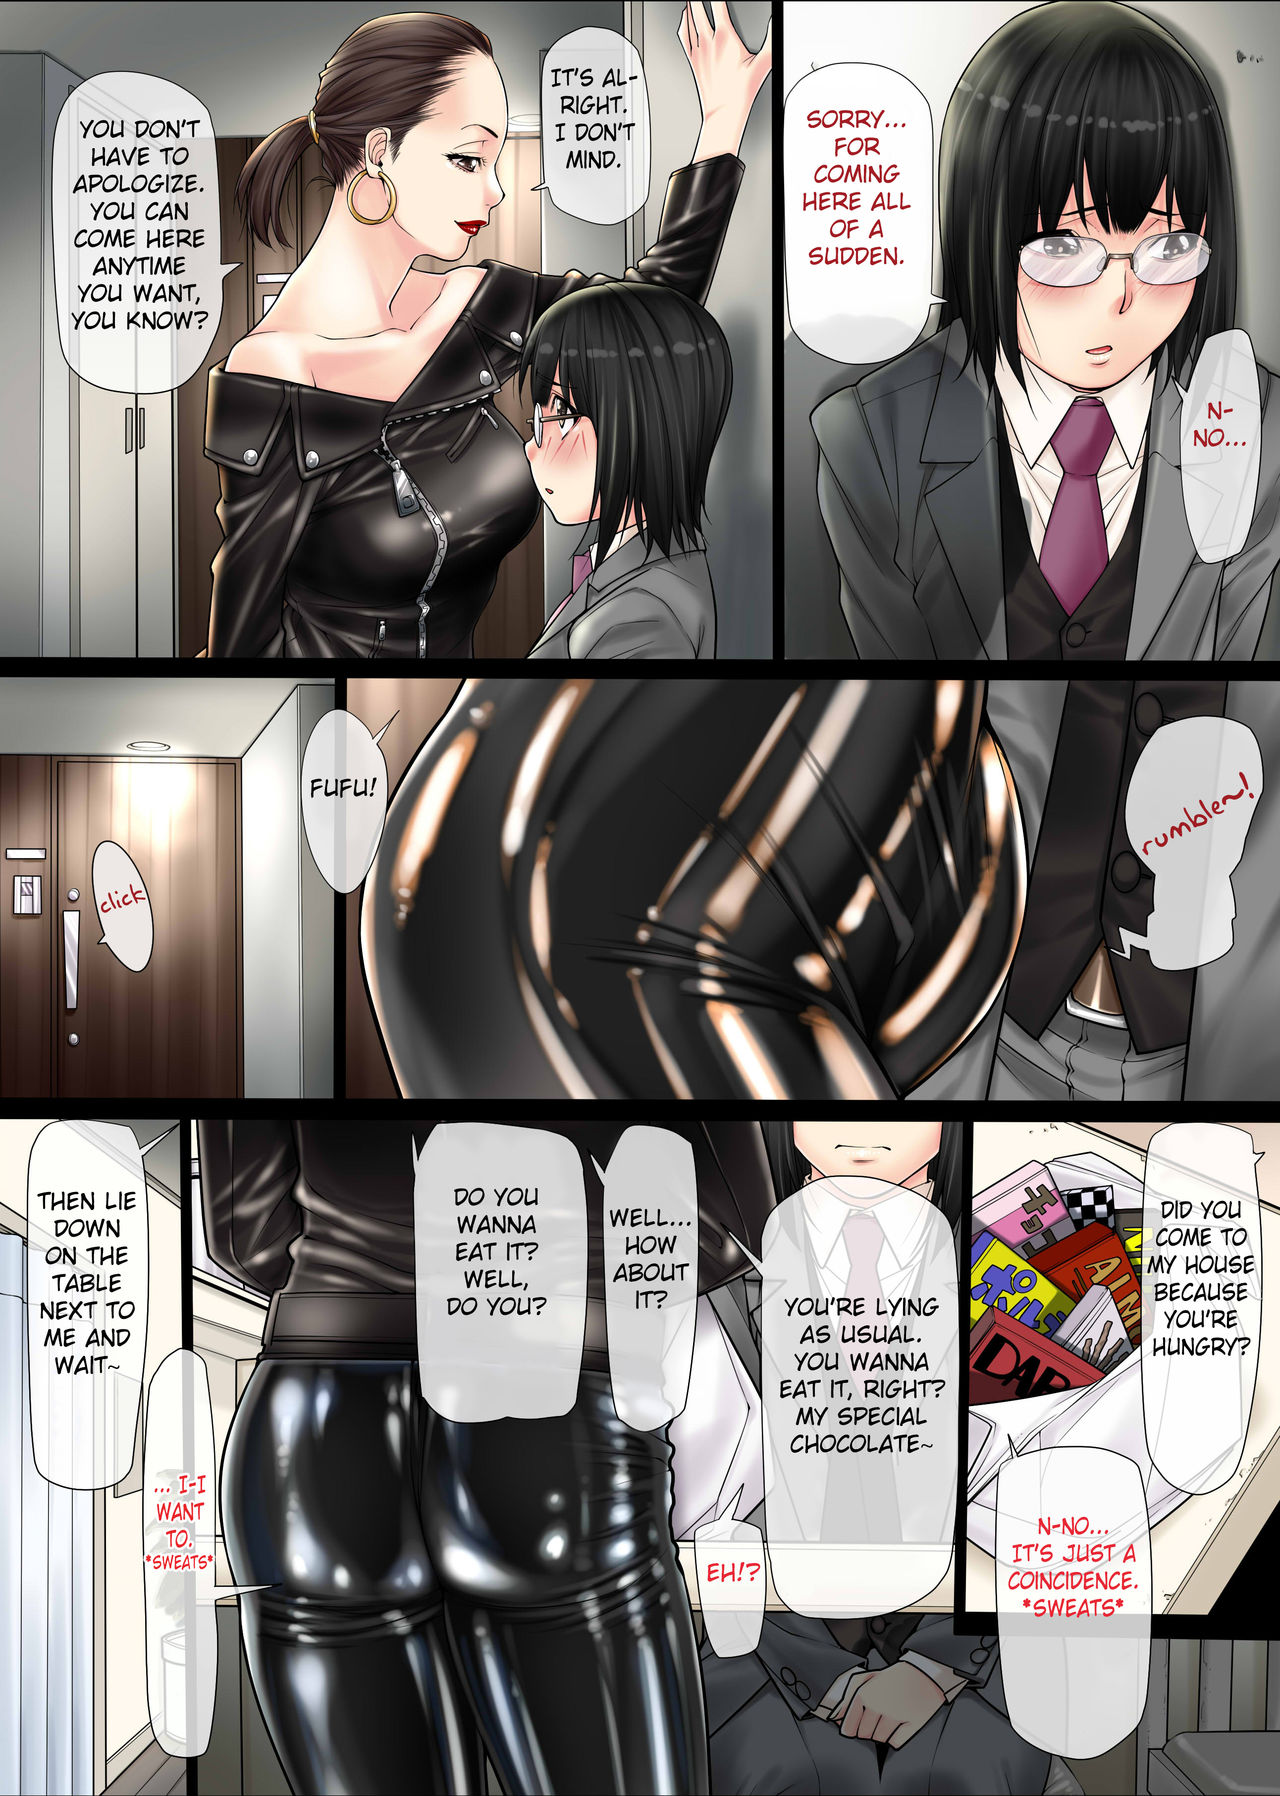 SORRY...
FOR
COMING
HERE ALL
OF A
SUDDEN.
N-
NO...
IT'S AL-
RIGHT.
I DON'T
MIND.
YOU DON'T
HAVE TO
APOLOGIZE.
YOU CAN
COME HERE
ANYTIME
YOU WANT,
YOU KNOW?
rumble~!
FUFU!
click
DID YOU
COME TO
MY HOUSE
BECAUSE
YOU'RE
HUNGRY?
DAR
N-NO...
IT'S JUST A
COINCIDENCE.
*SWEATS*
YOU'RE LYING
AS USUAL.
YOU WANNA
EAT IT, RIGHT?
MY SPECIAL
CHOCOLATE~
EH!?
WELL...
HOW
ABOUT
IT?
DO YOU
WANNA
EAT IT?
WELL,
DO YOU?
... I-I
WANT
TO.
*SWEATS*
THEN LIE
DOWN
ON THE
TABLE
NEXT TO
ME AND
WAIT~